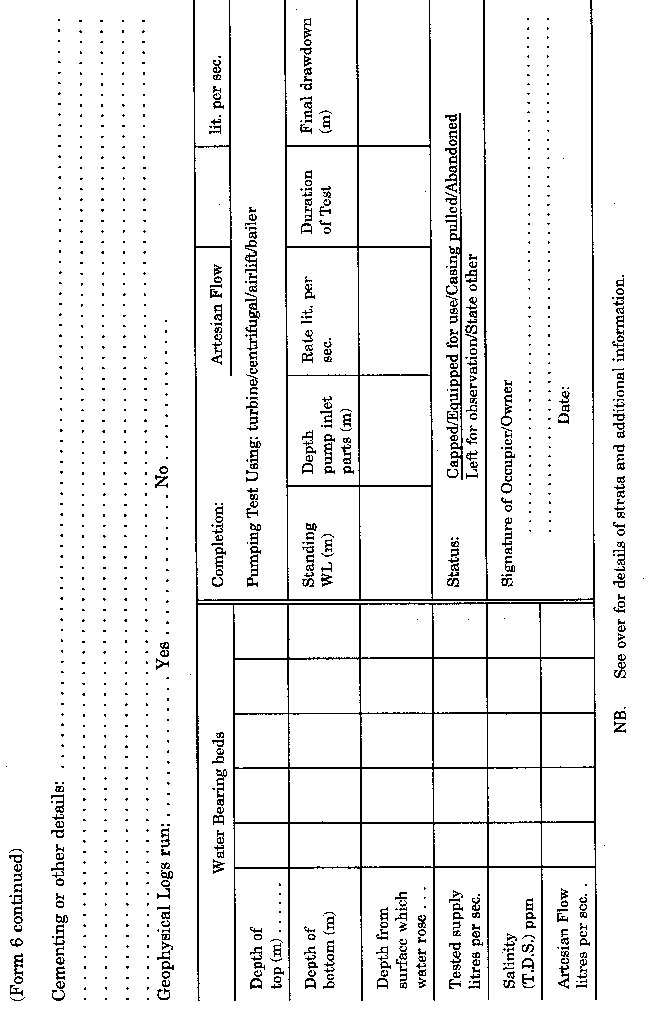 (Form 6 continued)
Cementing or other details: . . . . . . . . . . . . . . . . . . . . . . . . . . . . . . . . . . . . . . . .
Geophysical Logs run: . . . . . . . . . . . . . . . Yes . . . . . . . . . . . . . . . No . . . . . . . . . . . . . . .
Water Bearing beds
Depth of
top (m) . . . . . .
Depth of
bottom (m)
Depth from
surface which
water rose . . .
Tested supply
litres per sec.
Salinity
(T.D.S.) ppm
Artesian Flow
litres per sec. .
Completion: Artesian Flow lit. per sec.
Pumping Test Using: turbine/centrifugal/airlift/bailer
Standing
WL (m)
Depth
pump inlet
parts (m)
Rate lit. per
sec.
Duration
of Test
Final drawdown
(m)
Status: Capped/Equipped for use/Casing pulled/Abandoned
Left for observation/State other
Signature of Occupier/Owner
. . . . . . . . . . . . . . . . . . . . . . . . . . . . . . . . . . . . . . . .
. . . . . . . . . . . . . . . . . . . . . . . . . . . . . . . . . . . . . . . .
Date:
NB. See over for details of strata and additional information.